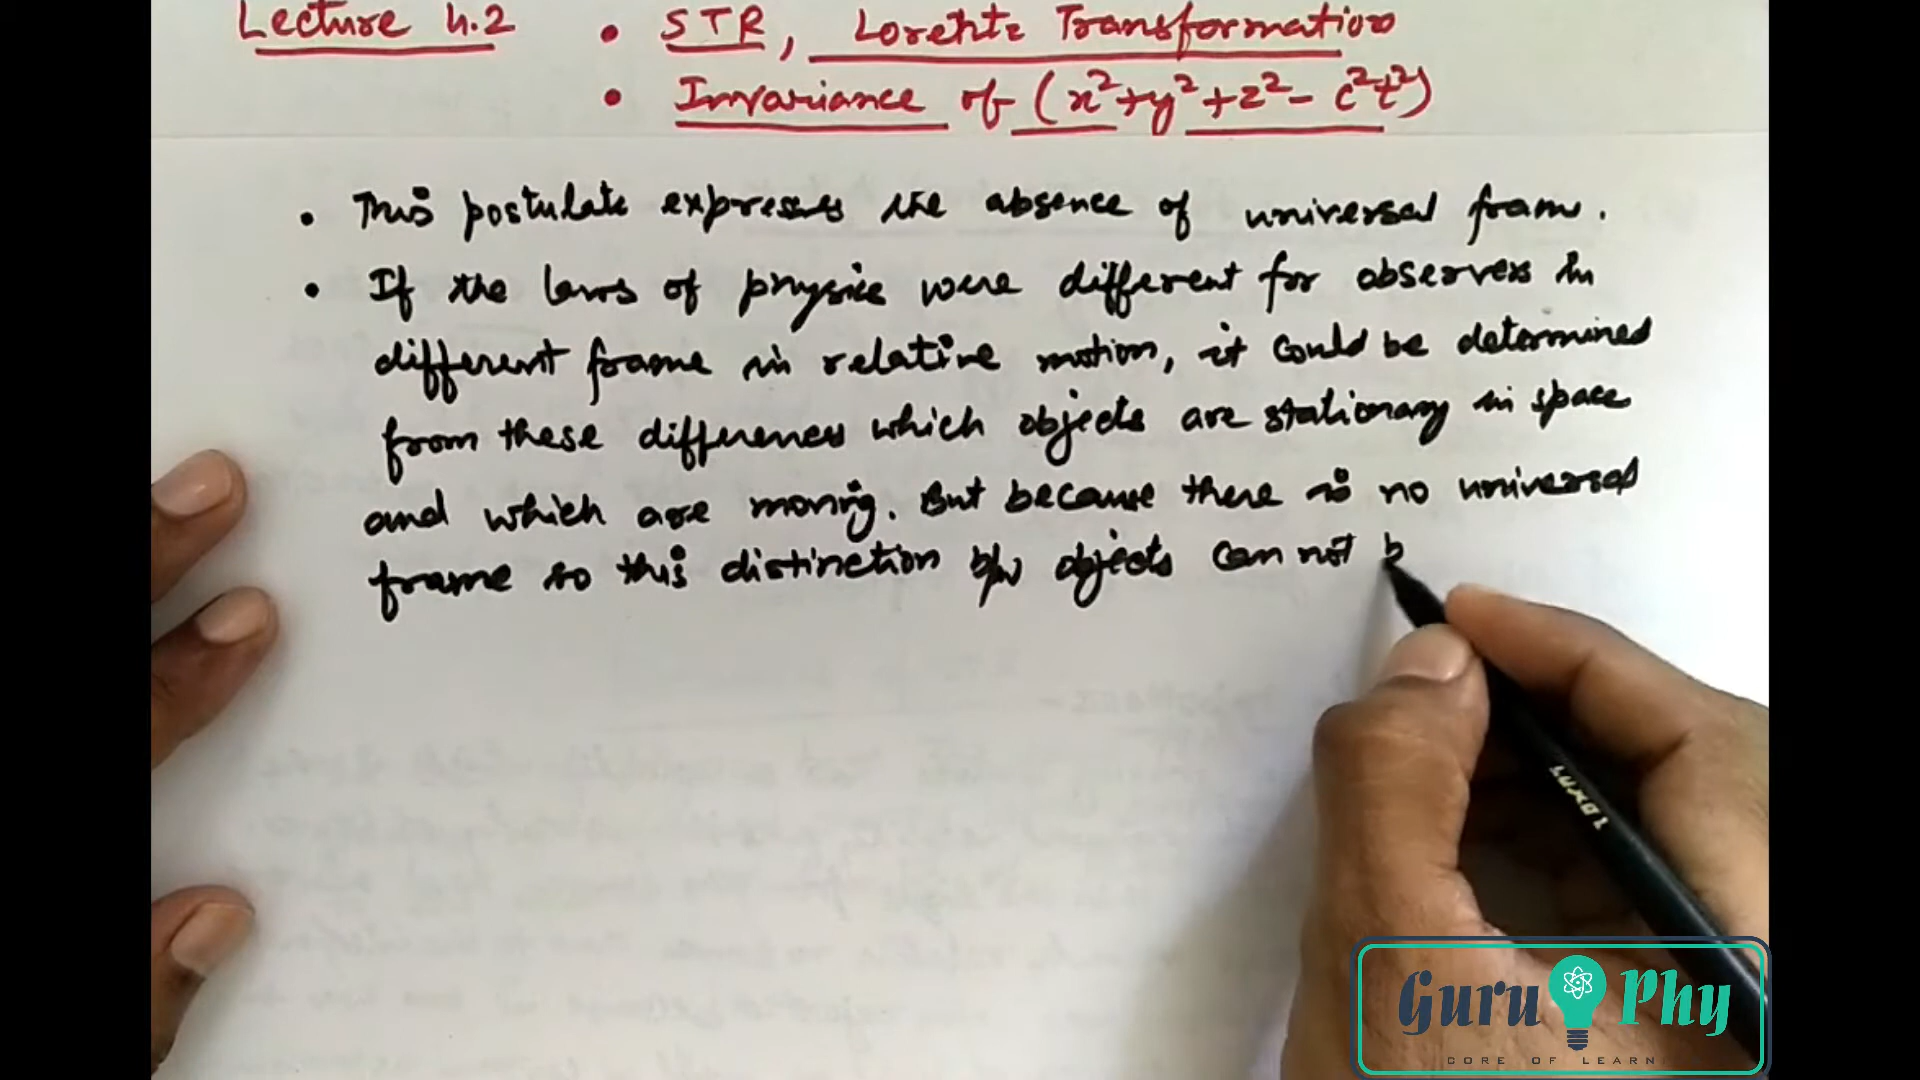 Lecture 4.2 • STR, Lorentz Transformation
• Invariance of (x²+y²+z²- c²t²)
• This postulate expresses the absence of universal frame.
• If the laws of physics were different for observers in
different frame in relative motion, it could be determined
from these differences which objects are stationary in space
and which are moving. But because there is no universal
frame so this distinction b/w objects can not b
LUXOR
Guru Phy
CORE OF LEARNI